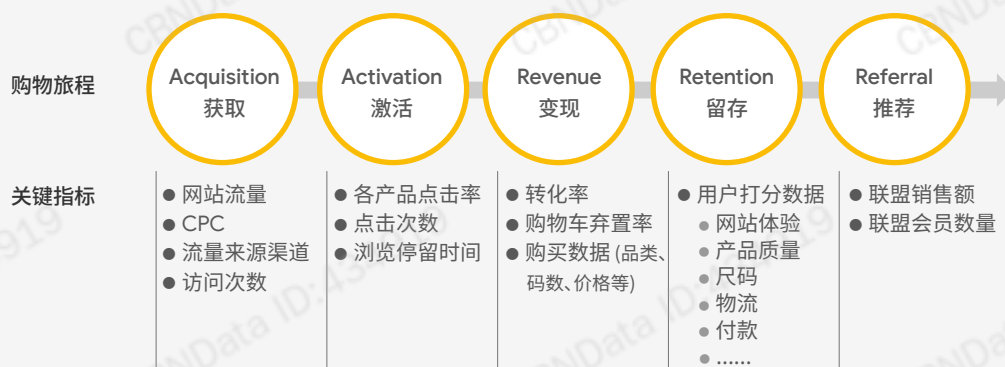 购物旅程
Acquisition
获取
Activation
激活
Revenue
变现
Retention
留存
Referral
推荐
关键指标
● 网站流量
● CPC
● 流量来源渠道
● 访问次数
● 各产品点击率
● 点击次数
● 浏览停留时间
● 转化率
● 购物车弃置率
● 购买数据 (品类、
码数、价格等)
● 用户打分数据
● 网站体验
● 产品质量
● 尺码
● 物流
● 付款
● ......
● 联盟销售额
● 联盟会员数量